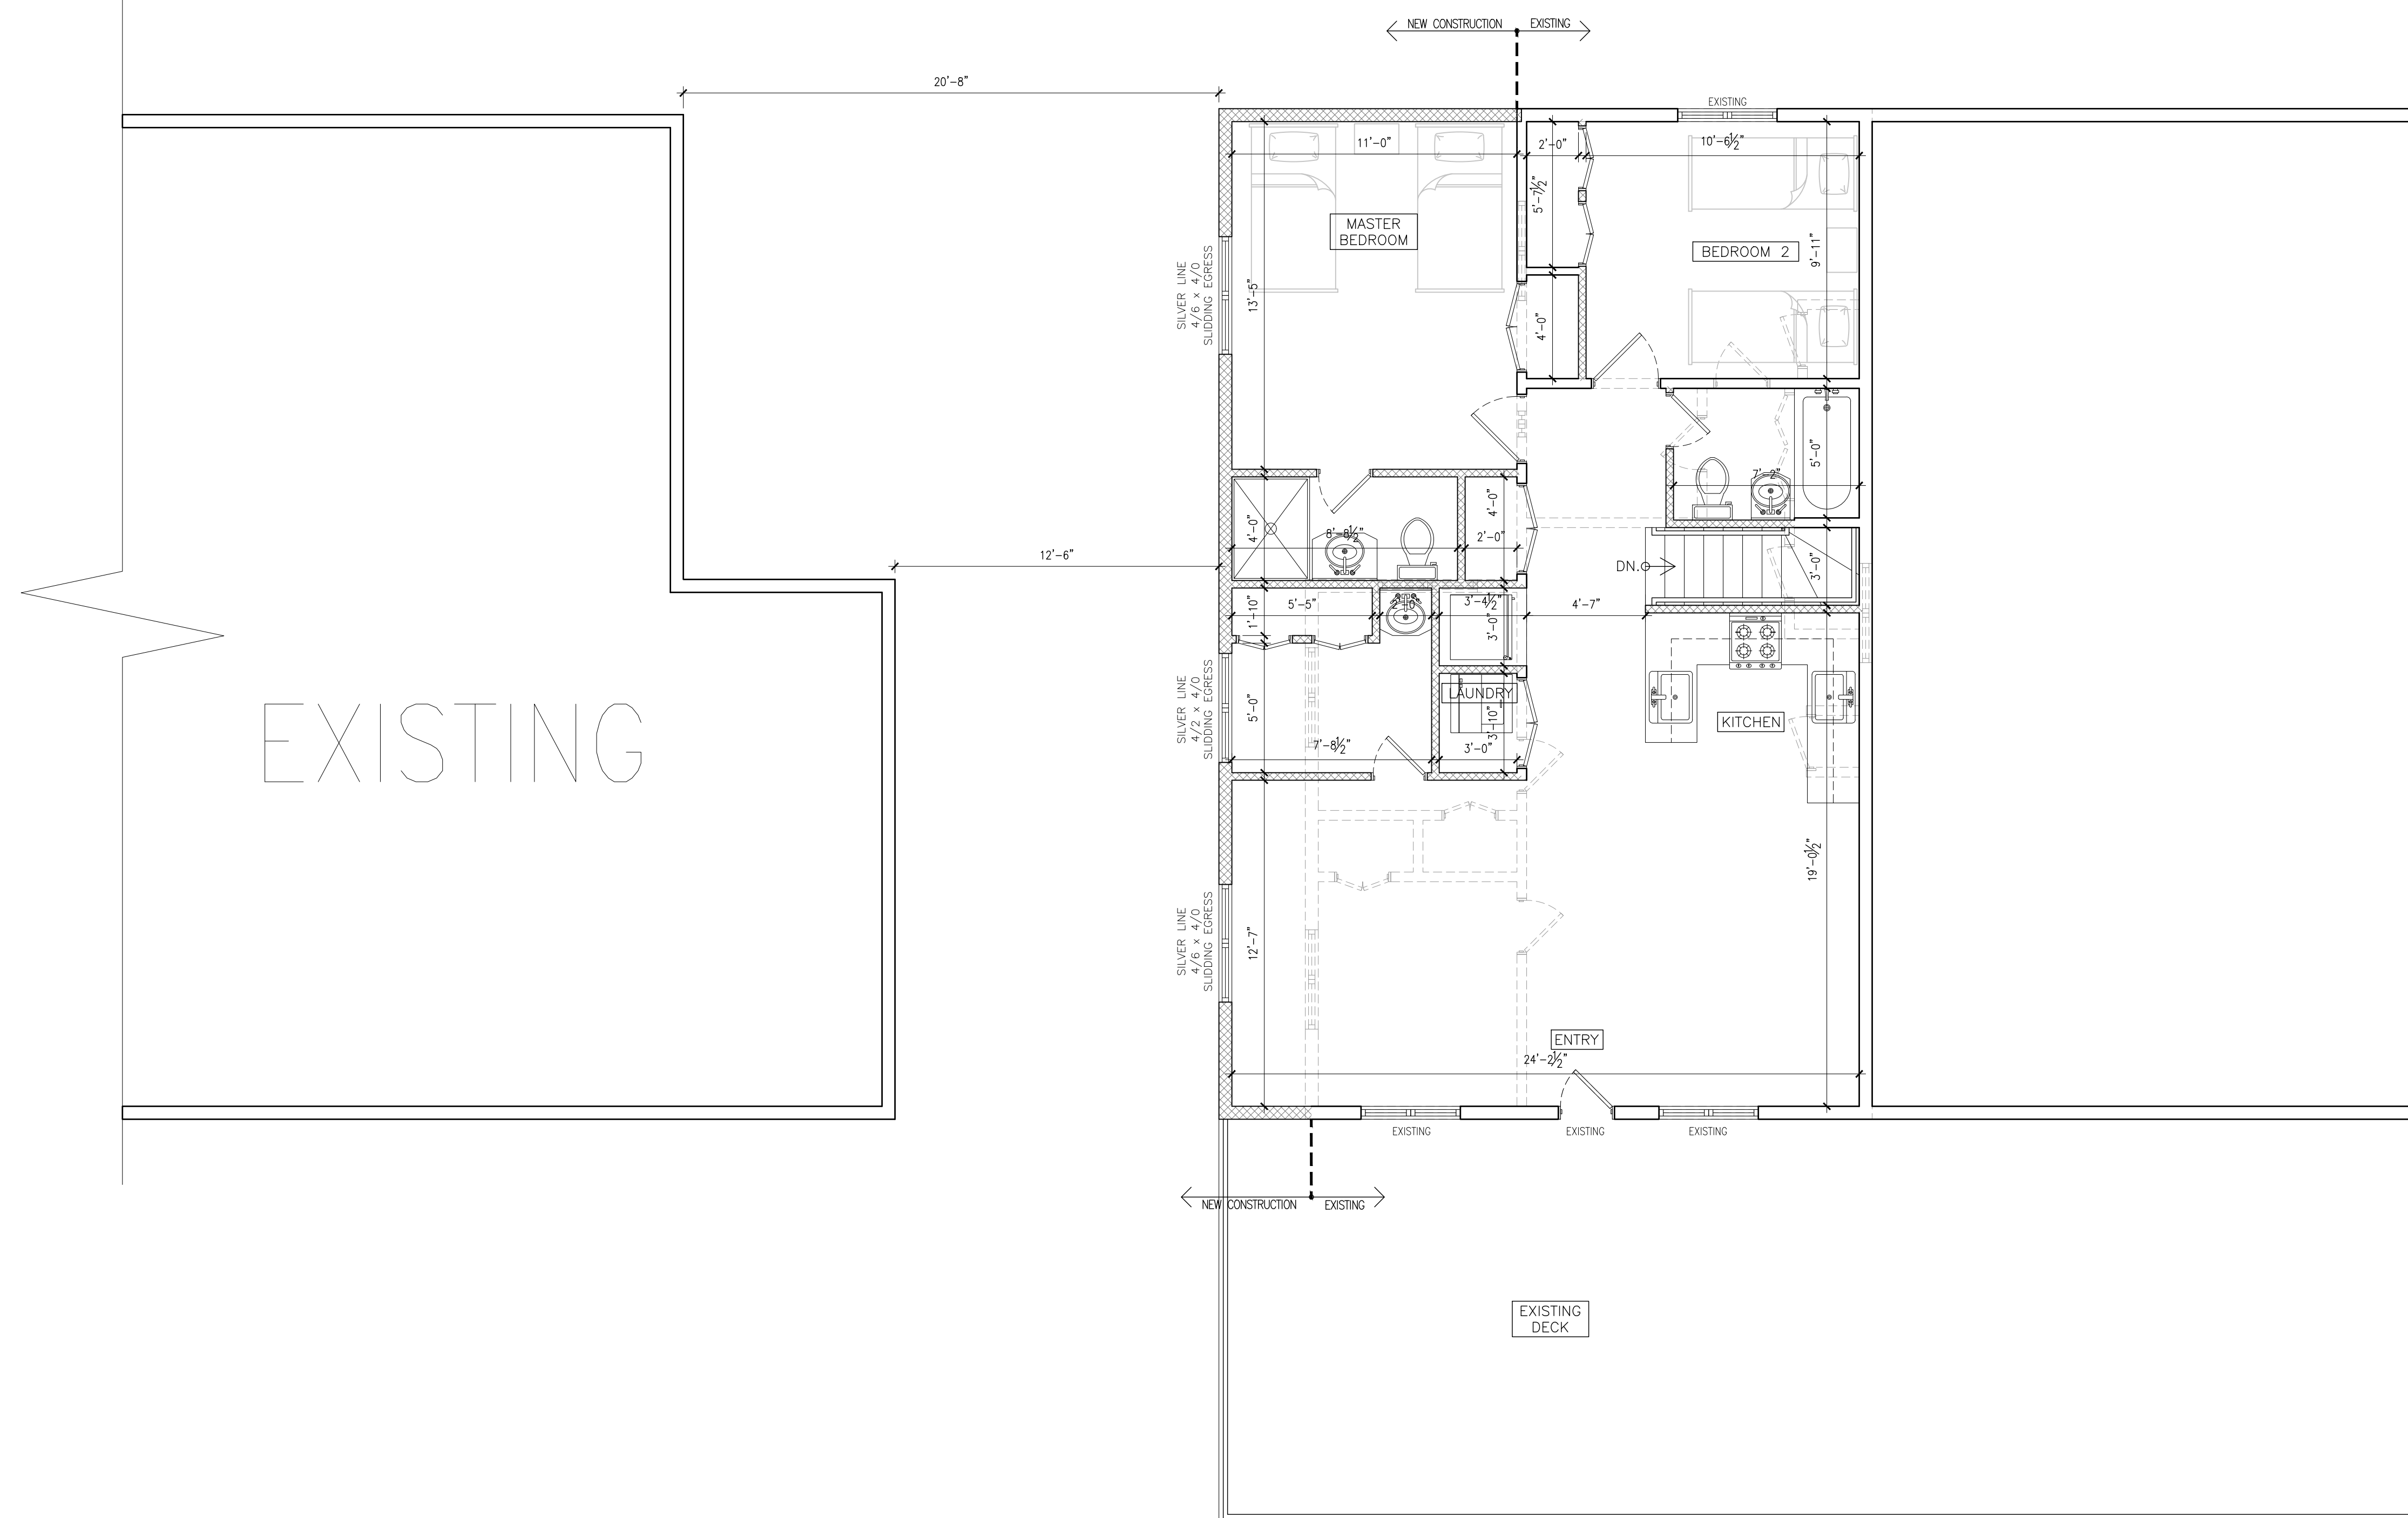 NEW CONSTRUCTION
EXISTING
20'-8"
EXISTING
11'-0"
2'-0"
10'-6½"
5'-7½"
MASTER
BEDROOM
BEDROOM 2
9'-11"
SILVER LINE
4/6 x 4/0
SLIDDING EGRESS
13'-5"
4'-0"
5'-0"
7'-2"
4'-0"
8'-8½"
4'-0"
2'-0"
12'-6"
DN.
3'-0"
1'-10"
5'-5"
2'-0"
3'-4½"
3'-0"
4'-7"
SILVER LINE
4/2 x 4/0
SLIDDING EGRESS
5'-0"
LAUNDRY
3'-10"
7'-8½"
3'-0"
KITCHEN
EXISTING
19'-0½"
SILVER LINE
4/6 x 4/0
SLIDDING EGRESS
12'-7"
ENTRY
24'-2½"
EXISTING
EXISTING
EXISTING
NEW CONSTRUCTION
EXISTING
EXISTING
DECK